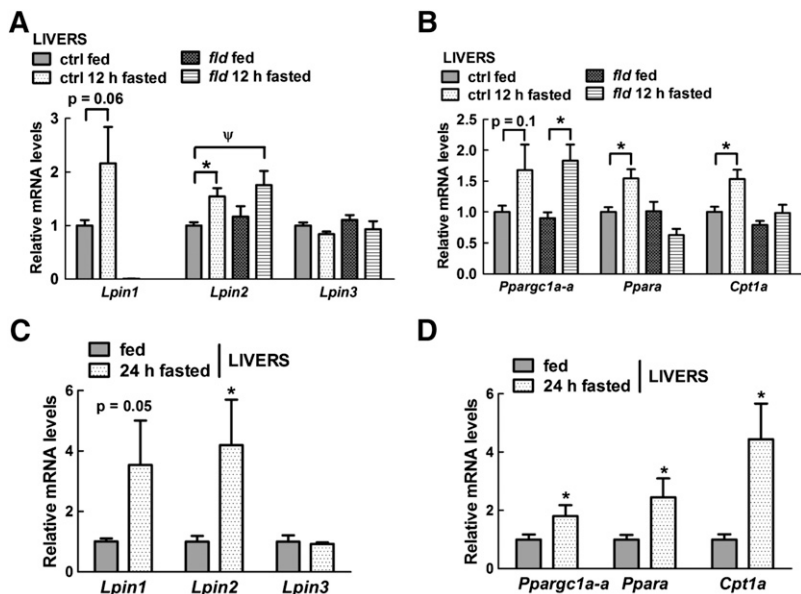 A
LIVERS
ctrl fed
fld fed
ctrl 12 h fasted
fld 12 h fasted
p = 0.06
ψ
*
Relative mRNA levels
3
2
1
0
Lpin1
Lpin2
Lpin3
B
LIVERS
ctrl fed
fld fed
ctrl 12 h fasted
fld 12 h fasted
p = 0.1
*
*
*
Relative mRNA levels
2.5
2.0
1.5
1.0
0.5
0.0
Ppargc1a-a
Ppara
Cpt1a
C
fed
24 h fasted
LIVERS
p = 0.05
*
Relative mRNA levels
6
4
2
0
Lpin1
Lpin2
Lpin3
D
fed
24 h fasted
LIVERS
*
*
*
Relative mRNA levels
6
4
2
0
Ppargc1a-a
Ppara
Cpt1a